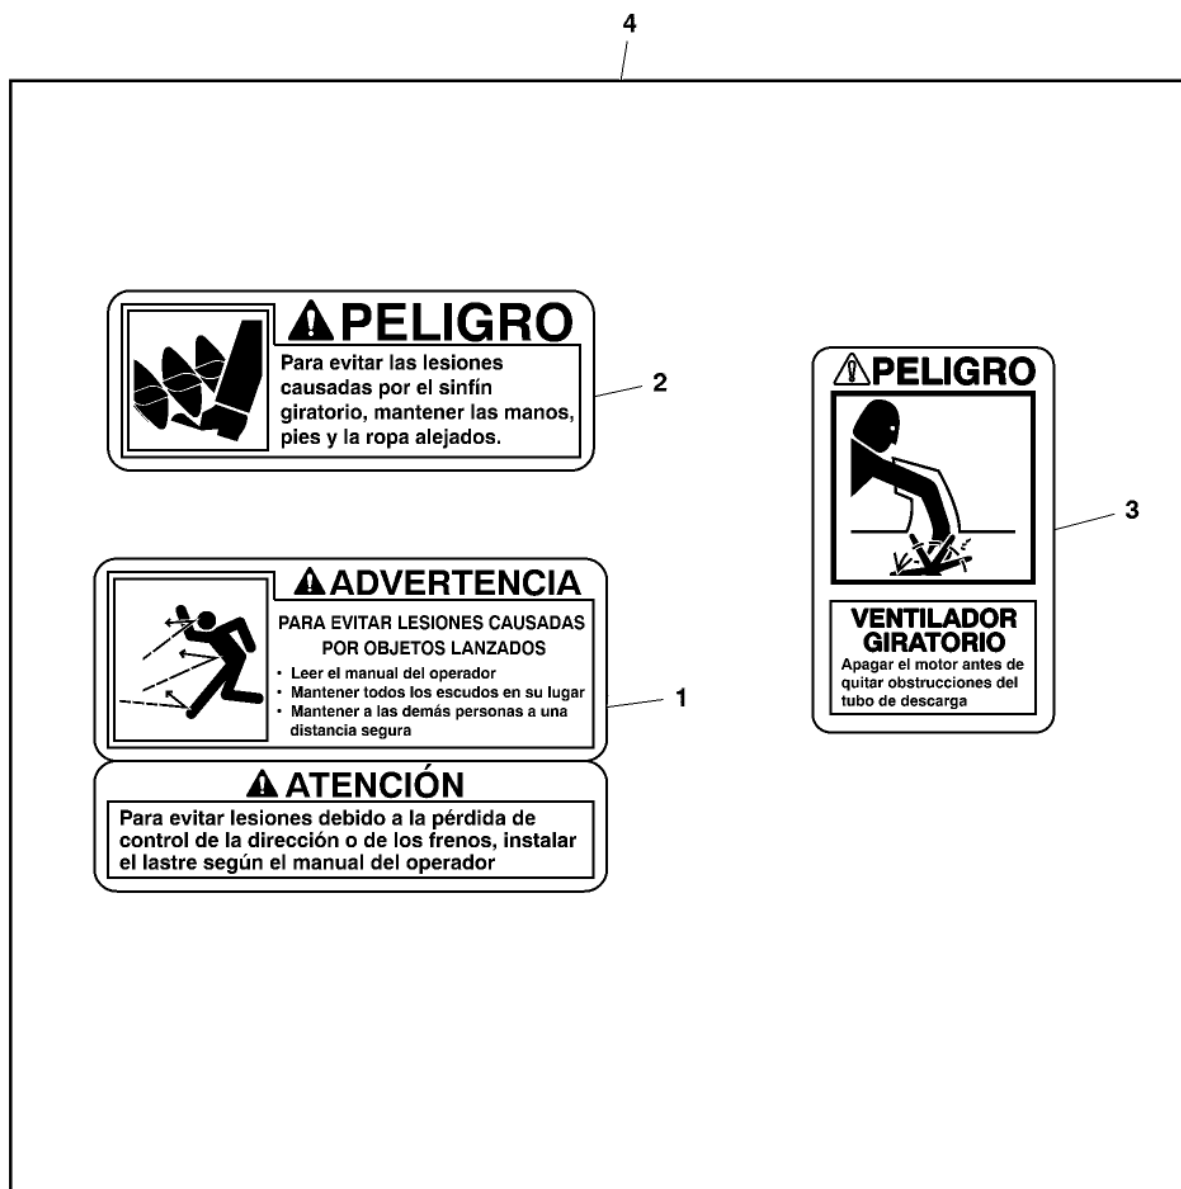 4
PELIGRO
Para evitar las lesiones
causadas por el sinfín
giratorio, mantener las manos,
pies y la ropa alejados.
2
ADVERTENCIA
PARA EVITAR LESIONES CAUSADAS
POR OBJETOS LANZADOS
• Leer el manual del operador
• Mantener todos los escudos en su lugar
• Mantener a las demás personas a una
distancia segura
1
ATENCIÓN
Para evitar lesiones debido a la pérdida de
control de la dirección o de los frenos, instalar
el lastre según el manual del operador
PELIGRO
3
VENTILADOR
GIRATORIO
Apagar el motor antes de
quitar obstrucciones del
tubo de descarga